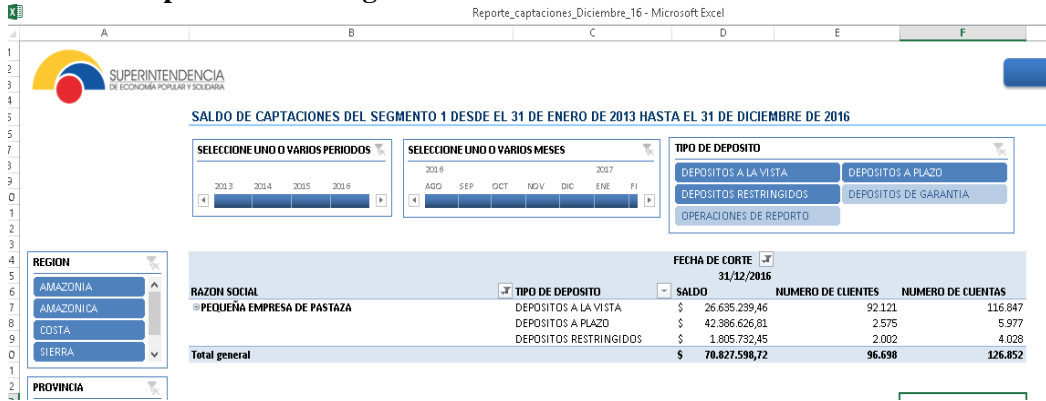 Reporte_captaciones_Diciembre_16 - Microsoft Excel
A B C D E F
SUPERINTENDENCIA
DE ECONOMÍA POPULAR Y SOLIDARIA
SALDO DE CAPTACIONES DEL SEGMENTO 1 DESDE EL 31 DE ENERO DE 2013 HASTA EL 31 DE DICIEMBRE DE 2016
SELECCIONE UNO O VARIOS PERIODOS
2013 2014 2015 2016
SELECCIONE UNO O VARIOS MESES
2016 2017
AGO SEP OCT NOV DIC ENE
TIPO DE DEPOSITO
DEPOSITOS A LA VISTA DEPOSITOS A PLAZO
DEPOSITOS RESTRINGIDOS DEPOSITOS DE GARANTIA
OPERACIONES DE REPORTO
REGION
AMAZONIA
AMAZONICA
COSTA
SIERRA
PROVINCIA
FECHA DE CORTE
31/12/2016
RAZON SOCIAL TIPO DE DEPOSITO SALDO NUMERO DE CLIENTES NUMERO DE CUENTAS
PEQUEÑA EMPRESA DE PASTAZA DEPOSITOS A LA VISTA $ 26.635.239,46 92.121 116.847
DEPOSITOS A PLAZO $ 42.386.626,81 2.575 5.977
DEPOSITOS RESTRINGIDOS $ 1.805.732,45 2.002 4.028
Total general $ 70.827.598,72 96.698 126.852